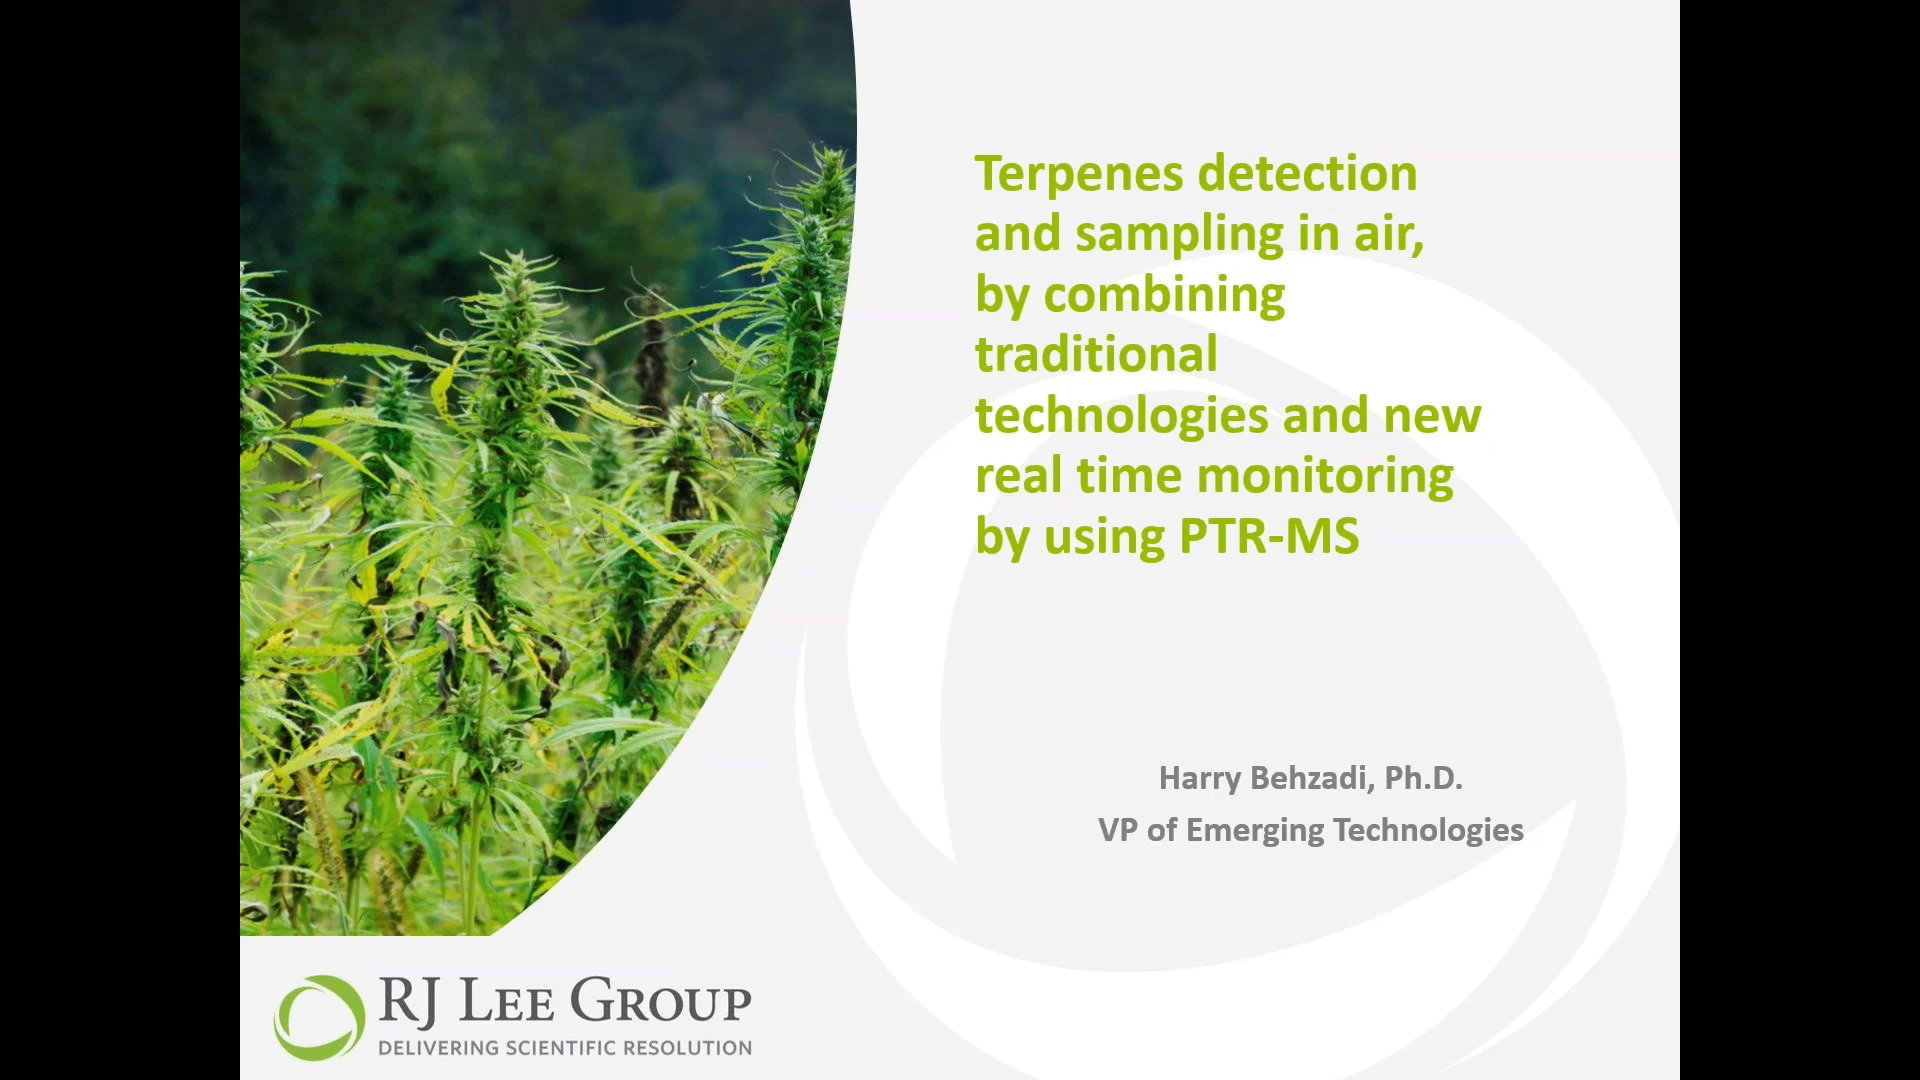 Terpenes detection
and sampling in air,
by combining
traditional
technologies and new
real time monitoring
by using PTR-MS
Harry Behzadi, Ph.D.
VP of Emerging Technologies
RJ LEE GROUP
DELIVERING SCIENTIFIC RESOLUTION